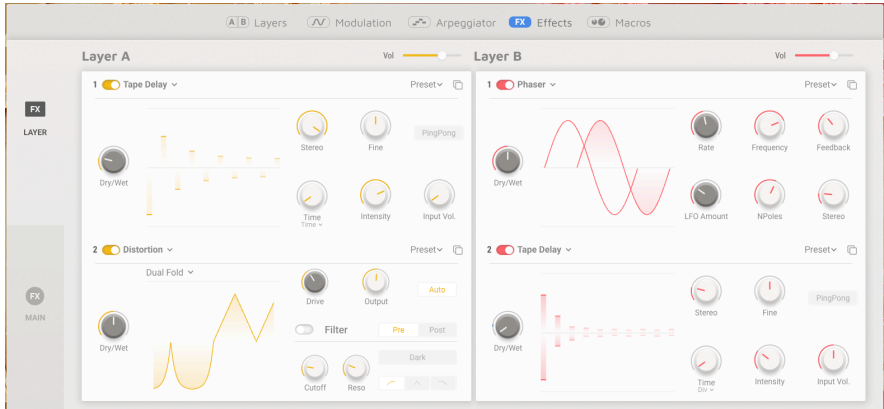 A B Layers Modulation Arpeggiator FX Effects Macros
Layer A Vol
Layer B Vol
FX
LAYER
FX
MAIN
1 Tape Delay Preset
Dry/Wet
Stereo Fine PingPong
Time Intensity Input Vol.
Time
2 Distortion Preset
Dual Fold
Dry/Wet
Drive Output Auto
Filter Pre Post
Dark
Cutoff Reso
1 Phaser Preset
Dry/Wet
Rate Frequency Feedback
LFO Amount NPoles Stereo
2 Tape Delay Preset
Dry/Wet
Stereo Fine PingPong
Time Intensity Input Vol.
Div